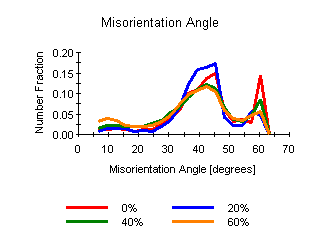 Misorientation Angle
Number Fraction
0.20
0.15
0.10
0.05
0.00
0 10 20 30 40 50 60 70
Misorientation Angle [degrees]
0% 20%
40% 60%